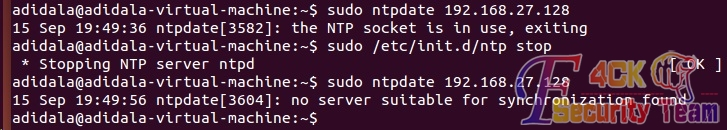 adidala@adidala-virtual-machine:~$ sudo ntpdate 192.168.27.128
15 Sep 19:49:36 ntpdate[3582]: the NTP socket is in use, exiting
adidala@adidala-virtual-machine:~$ sudo /etc/init.d/ntp stop
* Stopping NTP server ntpd [ OK ]
adidala@adidala-virtual-machine:~$ sudo ntpdate 192.168.27.128
15 Sep 19:49:56 ntpdate[3604]: no server suitable for synchronization found
adidala@adidala-virtual-machine:~$
F4CK
Security Team